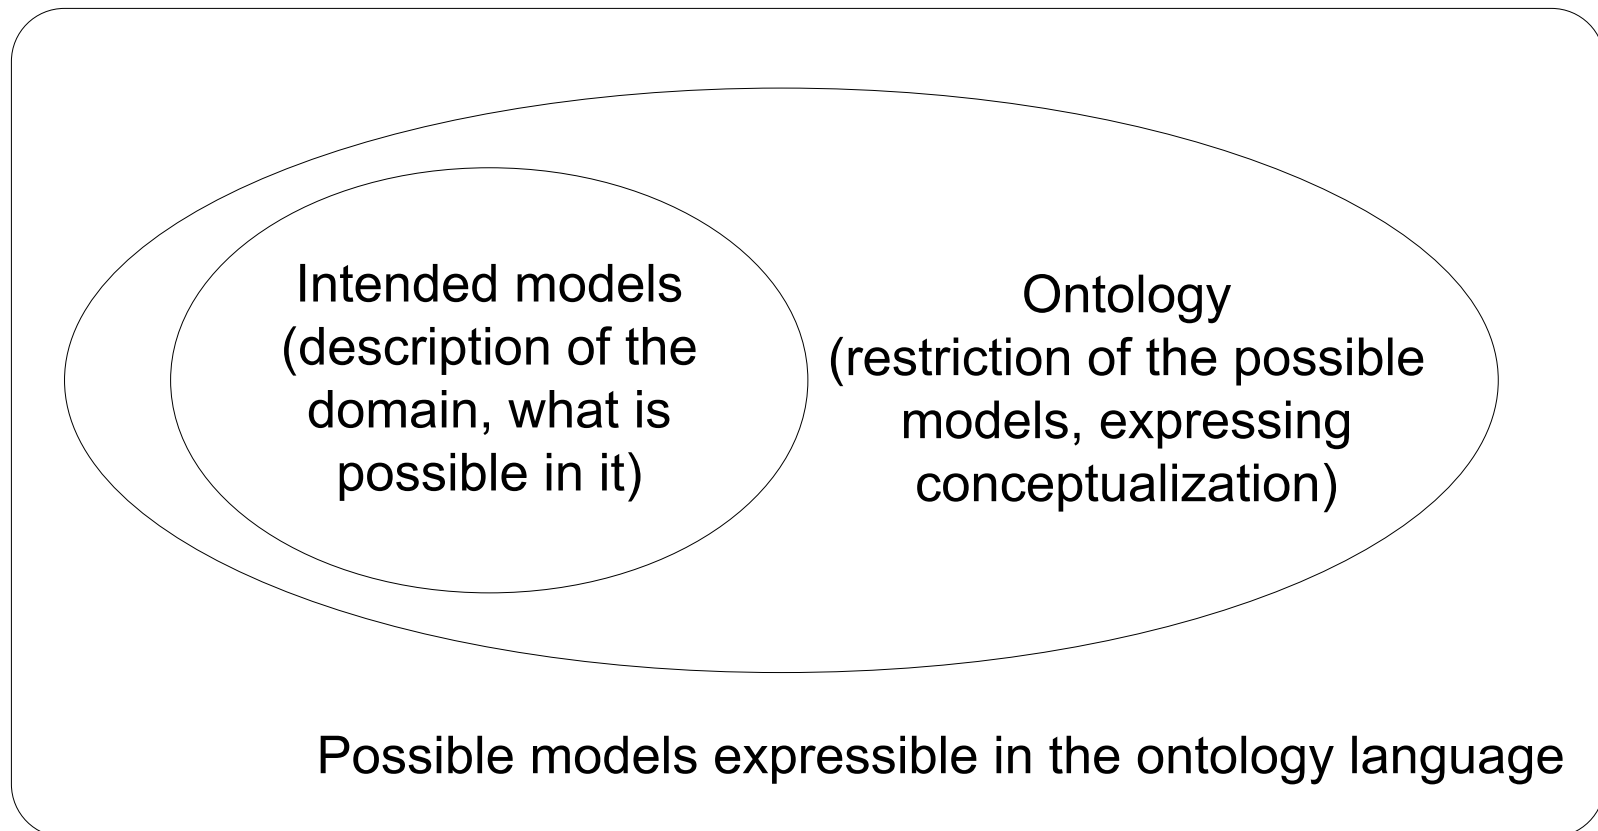 Intended models
(description of the
domain, what is
possible in it)
Ontology
(restriction of the possible
models, expressing
conceptualization)
Possible models expressible in the ontology language